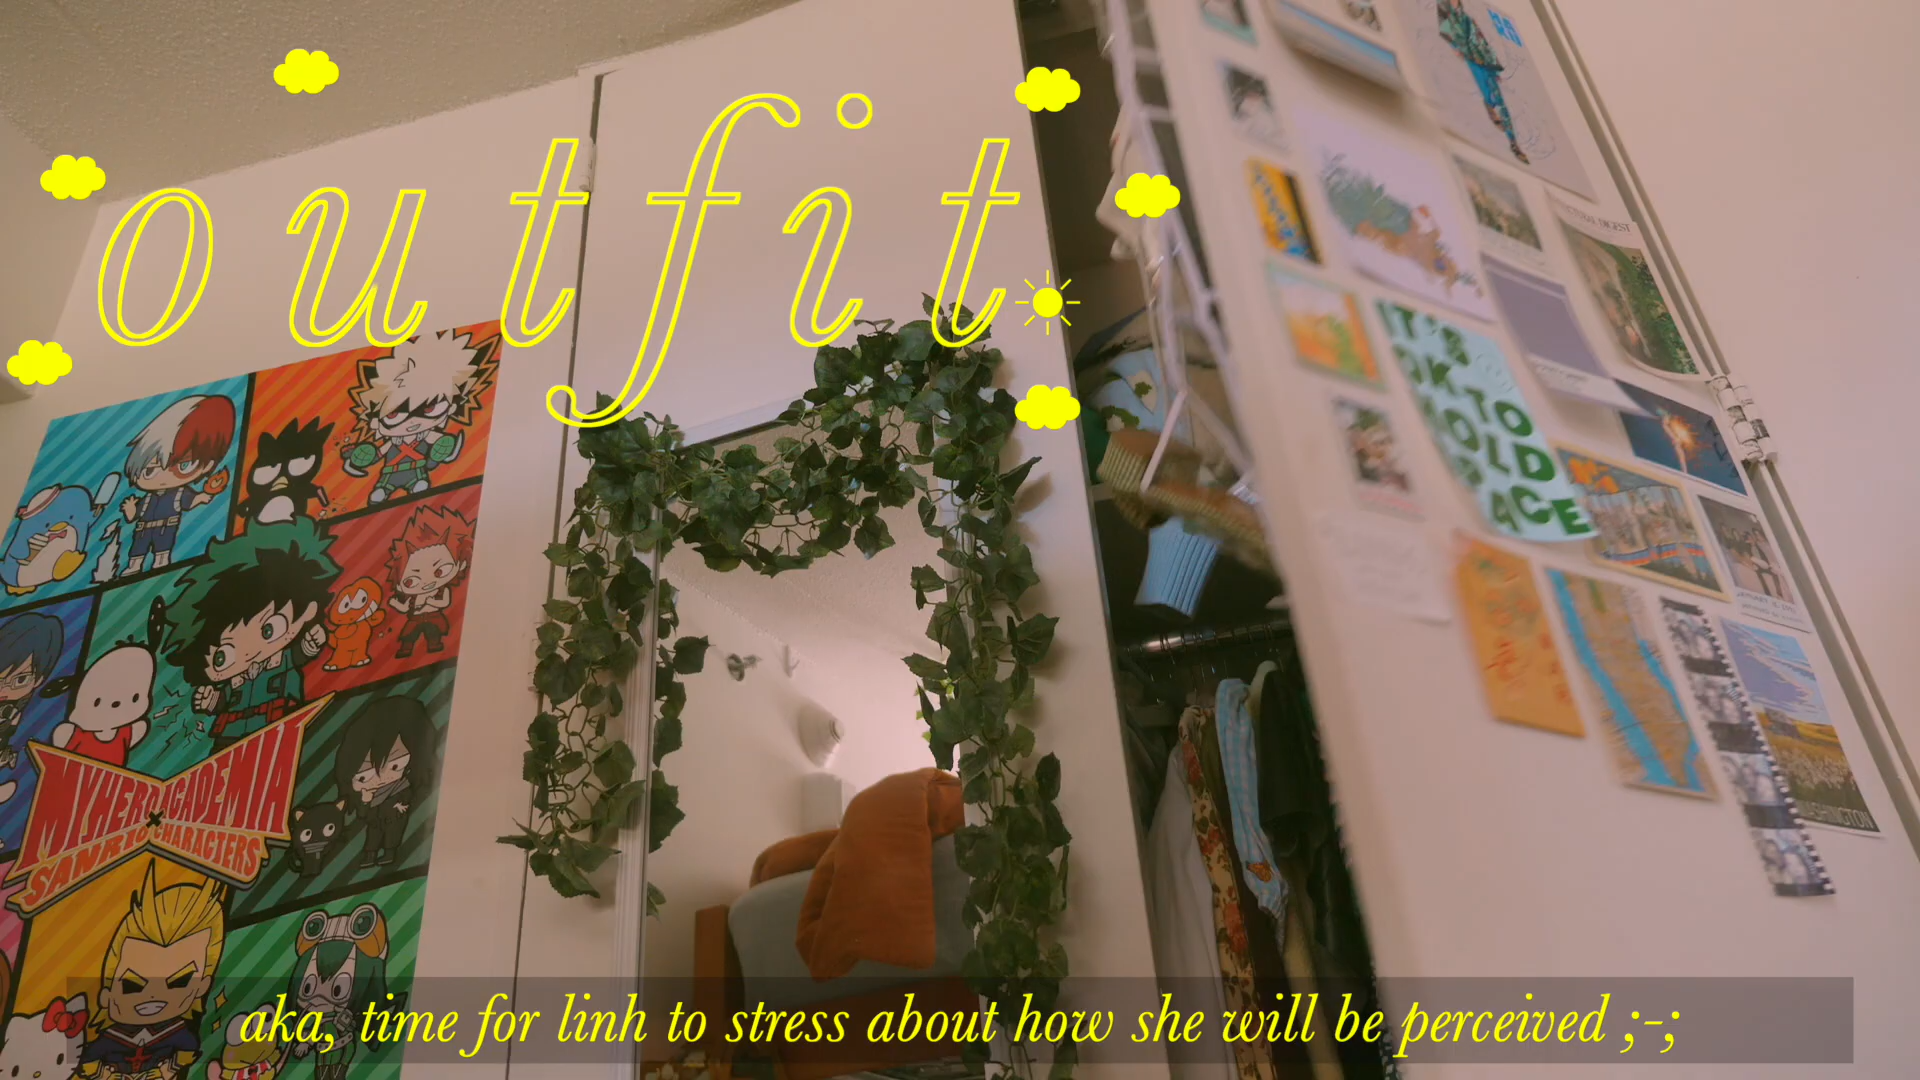 outfit
IT'S
OK TO
HOLD
SPACE
MY HERO ACADEMIA
X
SANRIO CHARACTERS
WASHINGTON
aka, time for linh to stress about how she will be perceived ;-;